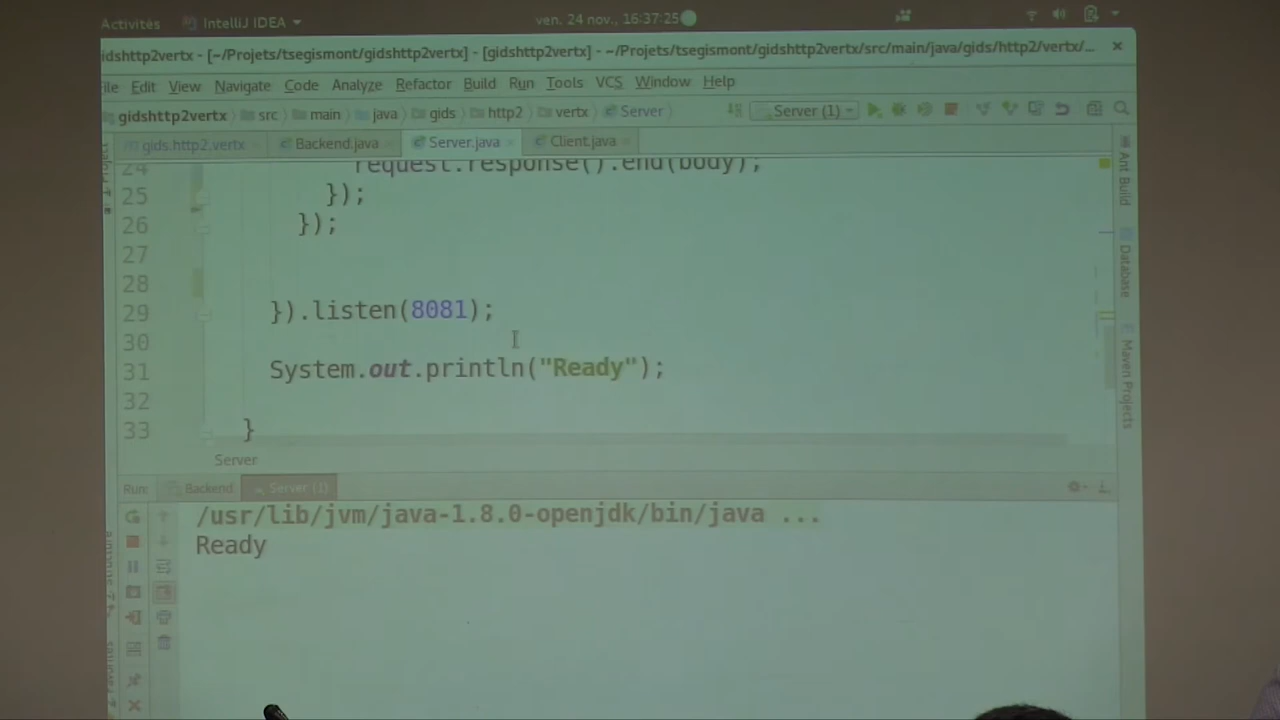 Activités IntelliJ IDEA ven. 24 nov., 16:37:25
idshttp2vertx - [~/Projets/tsegismont/gidshttp2vertx] - [gidshttp2vertx] - ~/Projets/tsegismont/gidshttp2vertx/src/main/java/gids/http2/vertx/...
ile Edit View Navigate Code Analyze Refactor Build Run Tools VCS Window Help
gidshttp2vertx src main java gids http2 vertx Server Server (1)
gids.http2.vertx Backend.java Server.java Client.java
24 request.response().end(body);
25 });
26 });
27
28
29 }).listen(8081);
30
31 System.out.println("Ready");
32
33 }
Server
Ant Build
Database
Maven Projects
Run: Backend Server (1)
/usr/lib/jvm/java-1.8.0-openjdk/bin/java ...
Ready